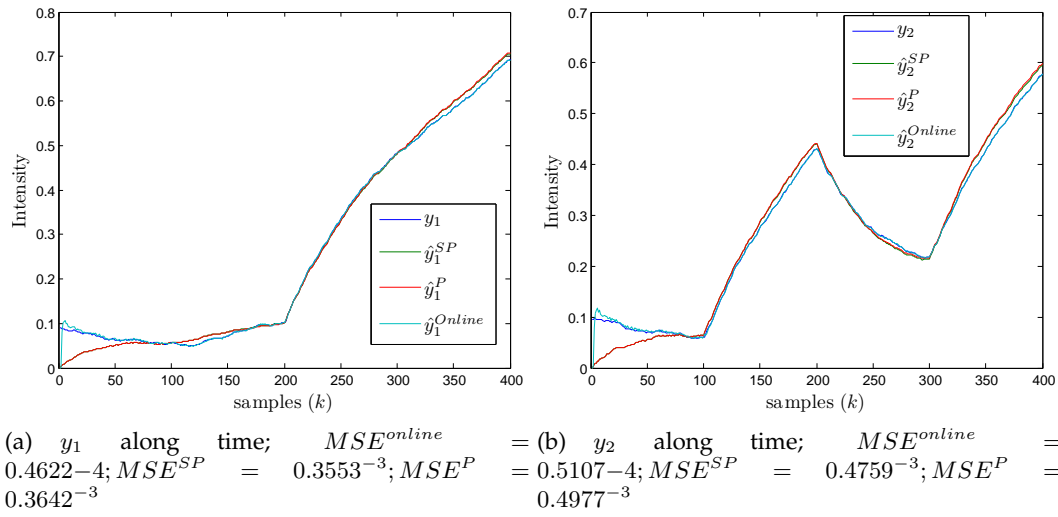 0.8
0.7
0.6
0.5
0.4
0.3
0.2
0.1
0
Intensity
0 50 100 150 200 250 300 350 400
samples (k)
y₁
ŷ₁^{SP}
ŷ₁^{P}
ŷ₁^{Online}
0.7
0.6
0.5
0.4
0.3
0.2
0.1
0
Intensity
0 50 100 150 200 250 300 350 400
samples (k)
y₂
ŷ₂^{SP}
ŷ₂^{P}
ŷ₂^{Online}
(a) y₁ along time; MSE^{online} =
0.4622−4; MSE^{SP} = 0.3553^{−3}; MSE^{P} =
0.3642^{−3}
(b) y₂ along time; MSE^{online} =
0.5107−4; MSE^{SP} = 0.4759^{−3}; MSE^{P} =
0.4977^{−3}